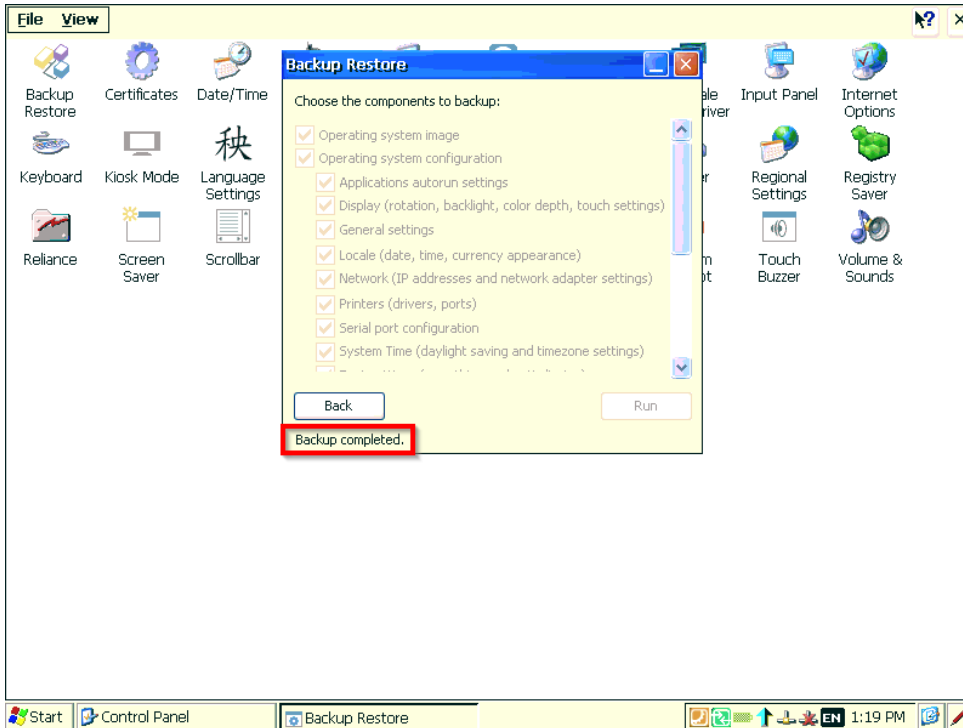 File View
Backup Restore
Certificates
Date/Time
Input Panel
Internet Options
Keyboard
Kiosk Mode
秧
Language Settings
Regional Settings
Registry Saver
Reliance
Screen Saver
Scrollbar
Touch Buzzer
Volume & Sounds
Backup Restore
Choose the components to backup:
Operating system image
Operating system configuration
Applications autorun settings
Display (rotation, backlight, color depth, touch settings)
General settings
Locale (date, time, currency appearance)
Network (IP addresses and network adapter settings)
Printers (drivers, ports)
Serial port configuration
System Time (daylight saving and timezone settings)
Back
Run
Backup completed.
Start
Control Panel
Backup Restore
EN
1:19 PM